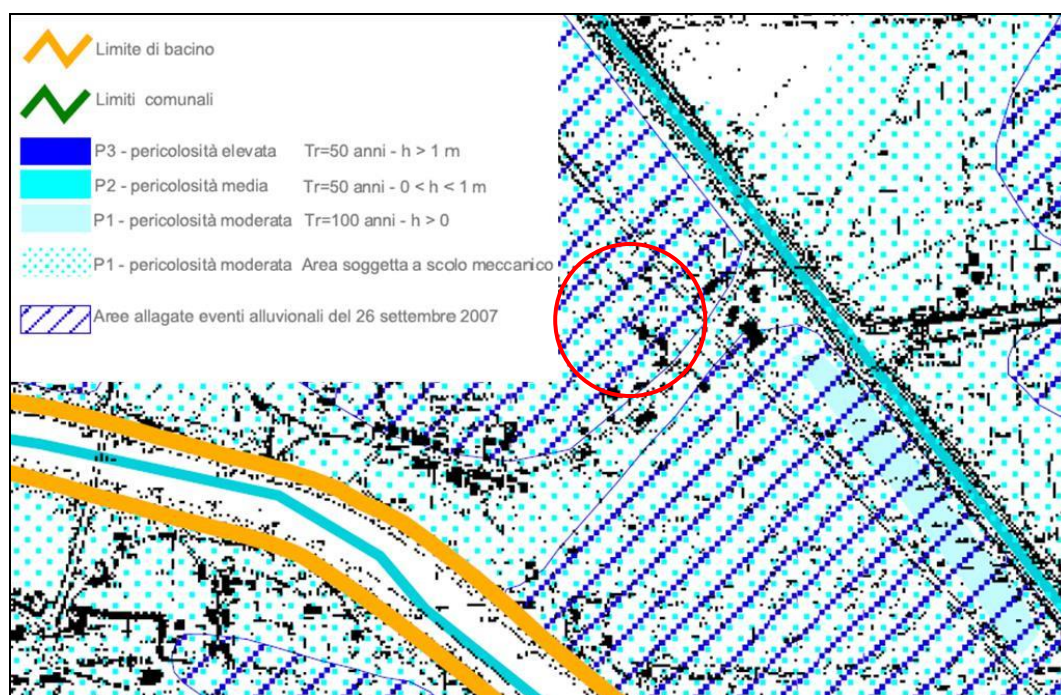 Limite di bacino
Limiti comunali
P3 - pericolosità elevata Tr=50 anni - h > 1 m
P2 - pericolosità media Tr=50 anni - 0 < h < 1 m
P1 - pericolosità moderata Tr=100 anni - h > 0
P1 - pericolosità moderata Area soggetta a scolo meccanico
Aree allagate eventi alluvionali del 26 settembre 2007